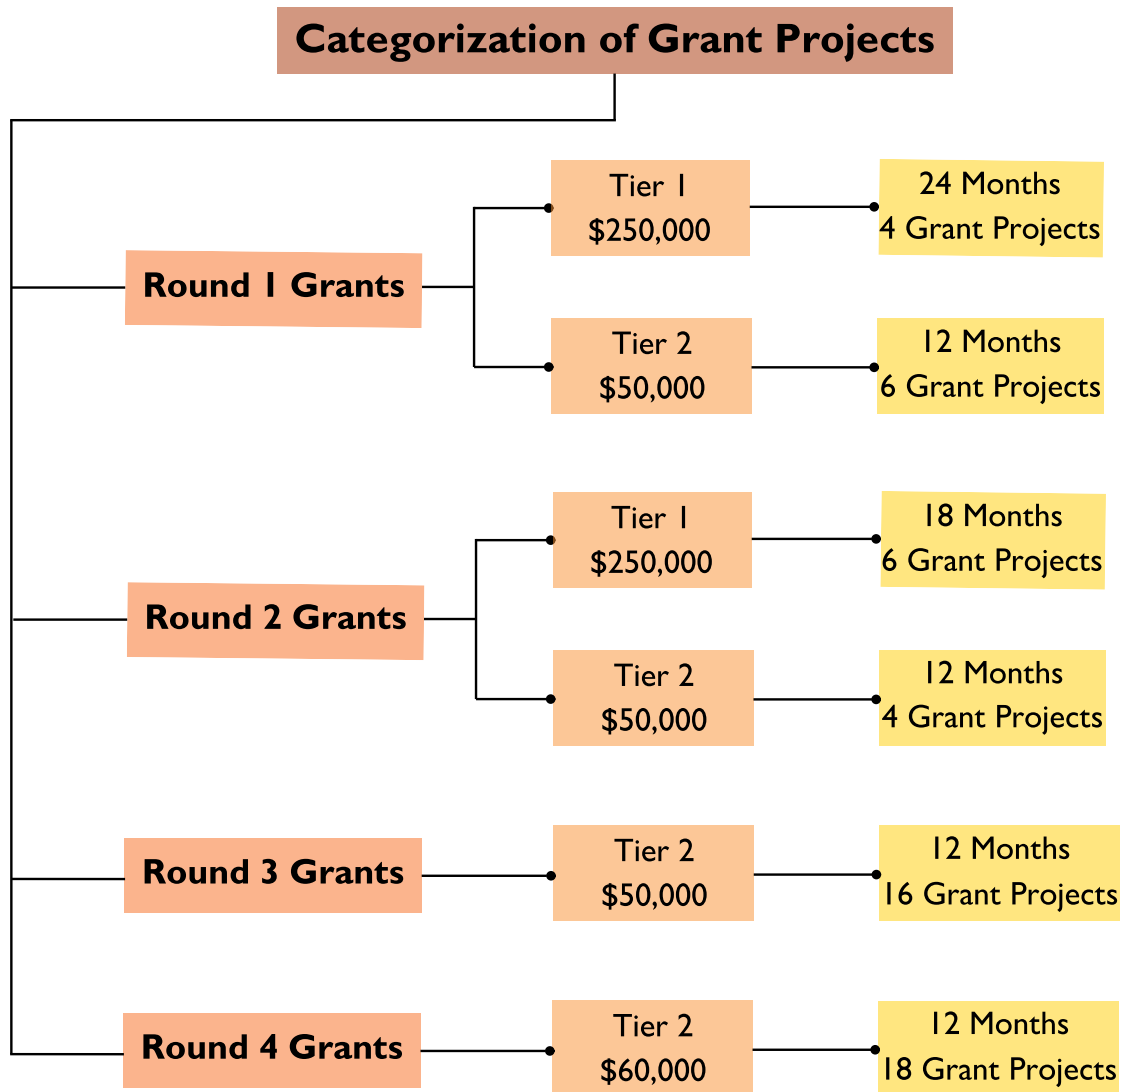 Categorization of Grant Projects
Round 1 Grants
Tier 1
$250,000
24 Months
4 Grant Projects
Tier 2
$50,000
12 Months
6 Grant Projects
Round 2 Grants
Tier 1
$250,000
18 Months
6 Grant Projects
Tier 2
$50,000
12 Months
4 Grant Projects
Round 3 Grants
Tier 2
$50,000
12 Months
16 Grant Projects
Round 4 Grants
Tier 2
$60,000
12 Months
18 Grant Projects